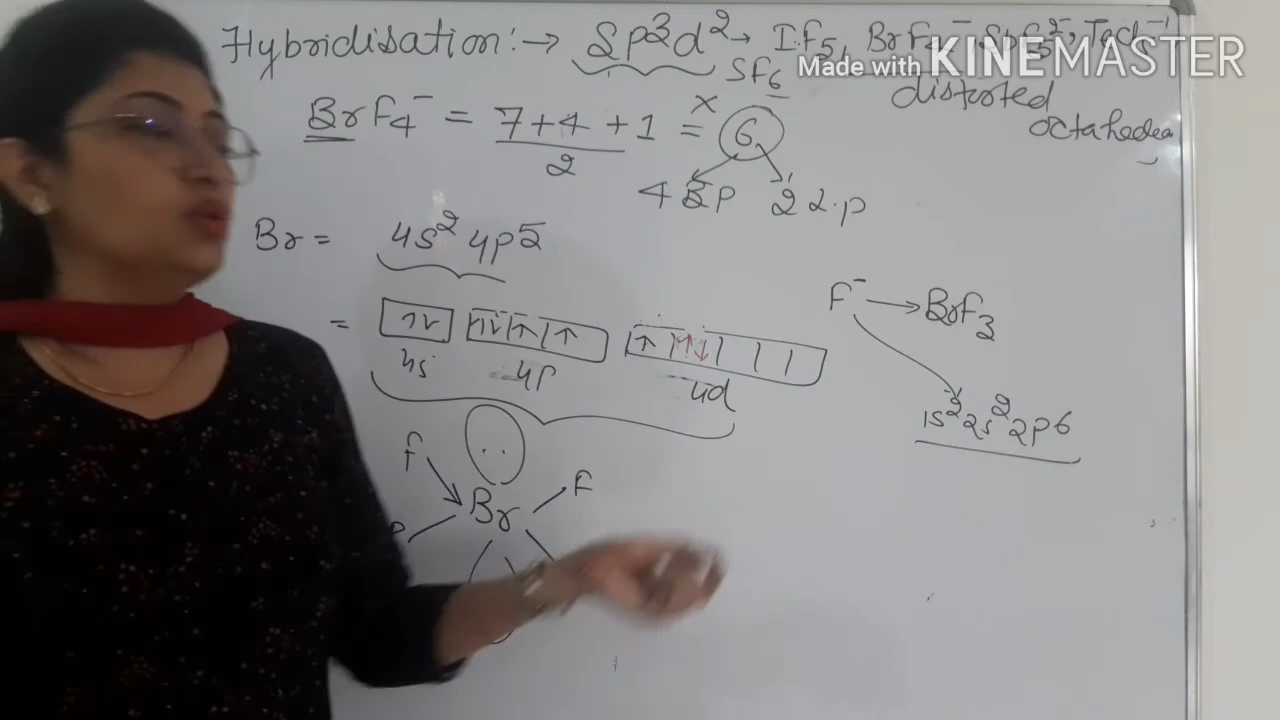 Hybridisation:→ SP³d² → IF5, BrF4⁻
SF6
Made with KINEMASTER
distorted
octahedea
BrF4⁻ = 7+4+1 / 2 = 6
x
4 BP 2 l.p
Br = 4s² 4p5
F⁻ → BrF3
=
4s 4p 4d
1s² 2s² 2p6
F
Br F